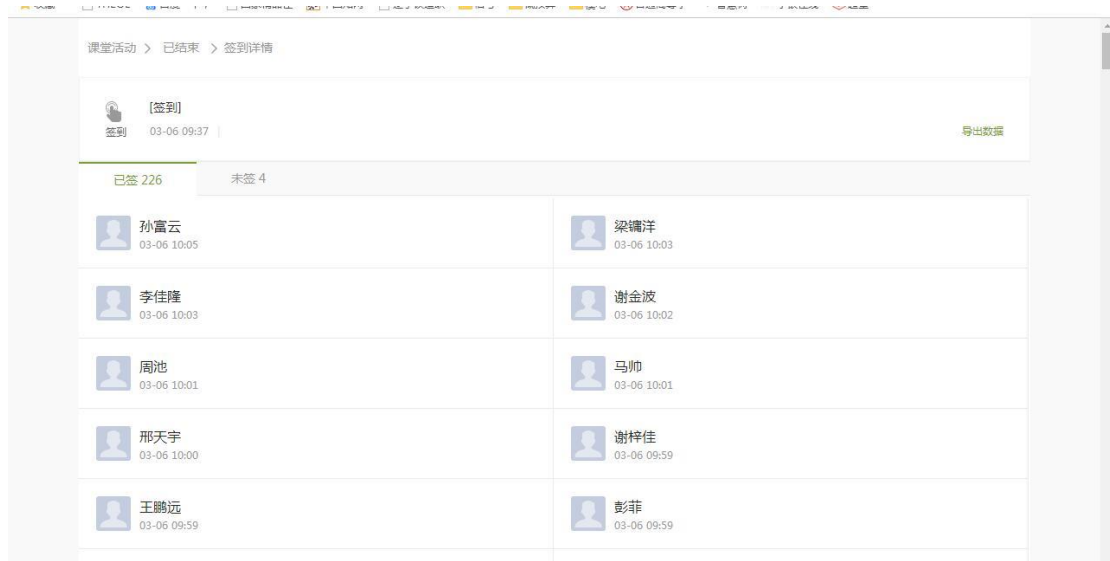 课堂活动 > 已结束 > 签到详情
[签到]
签到 03-06 09:37
导出数据
已签 226 未签 4
孙富云 梁镛洋
03-06 10:05 03-06 10:03
李佳隆 谢金波
03-06 10:03 03-06 10:02
周池 马帅
03-06 10:01 03-06 10:01
邢天宇 谢梓佳
03-06 10:00 03-06 09:59
王鹏远 彭菲
03-06 09:59 03-06 09:59